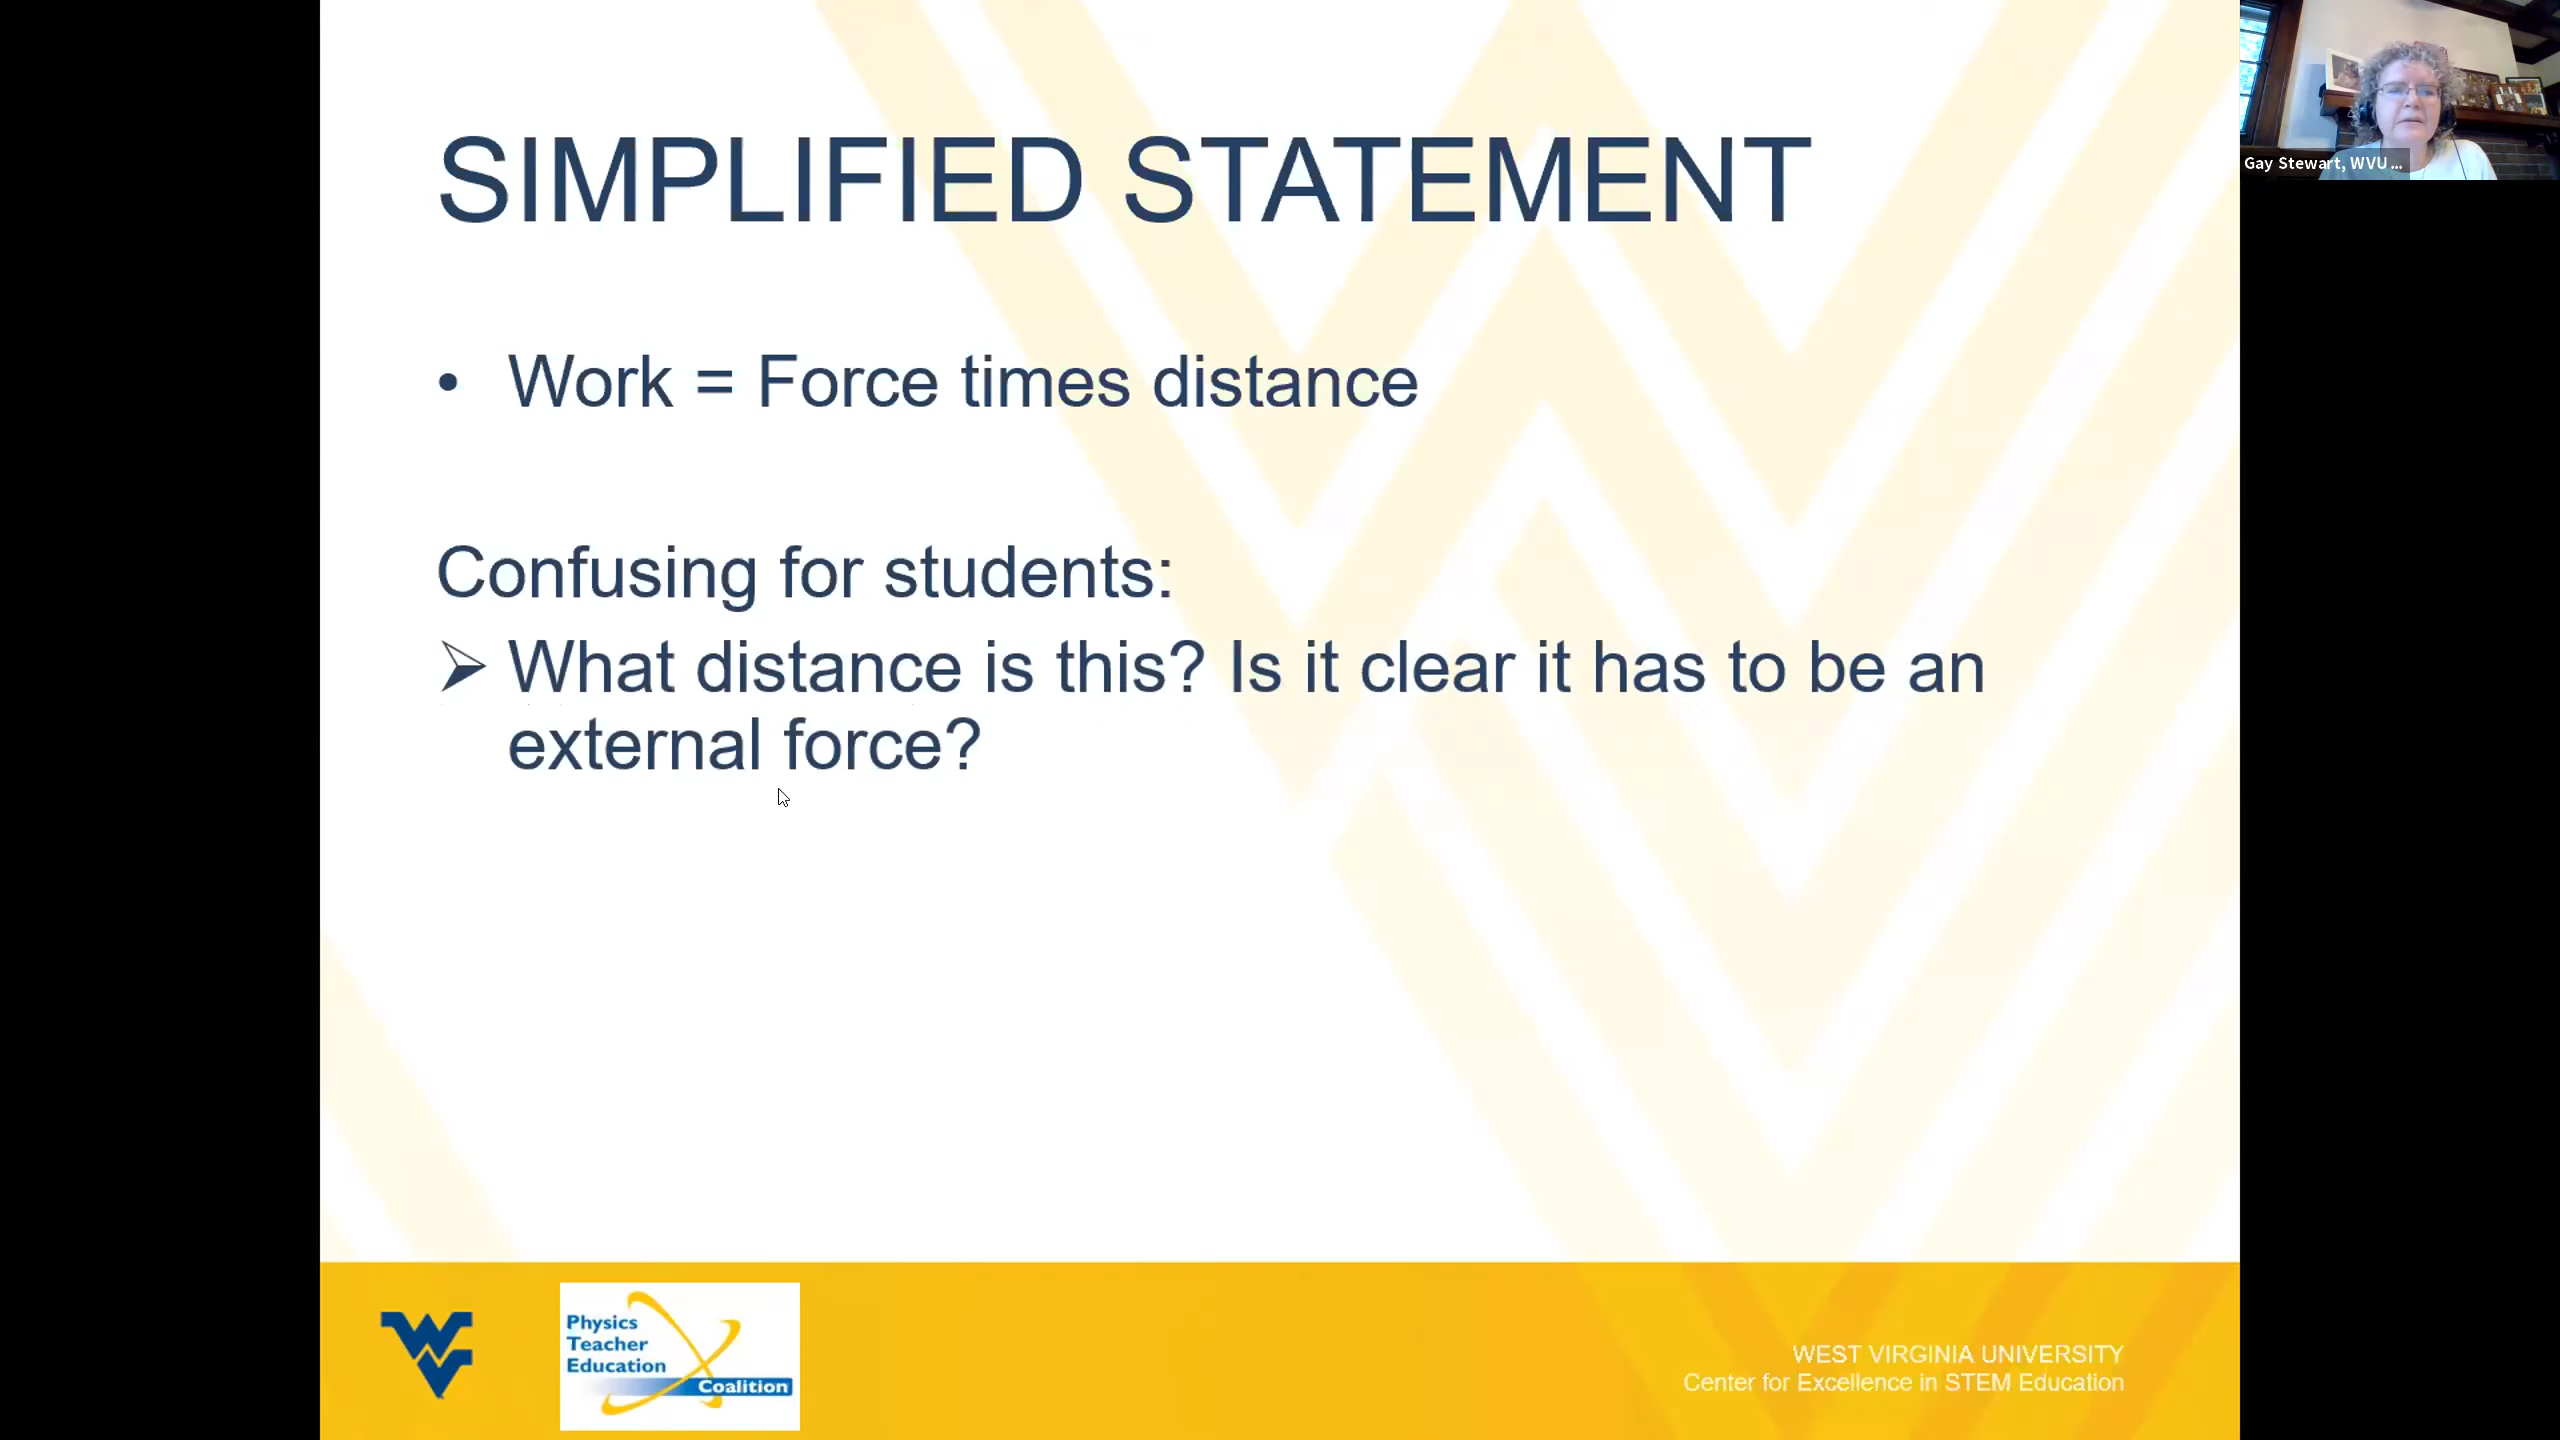 SIMPLIFIED STATEMENT
• Work = Force times distance
Confusing for students:
➢ What distance is this? Is it clear it has to be an
external force?
Gay Stewart, WVU ...
WV
Physics
Teacher
Education
Coalition
WEST VIRGINIA UNIVERSITY
Center for Excellence in STEM Education